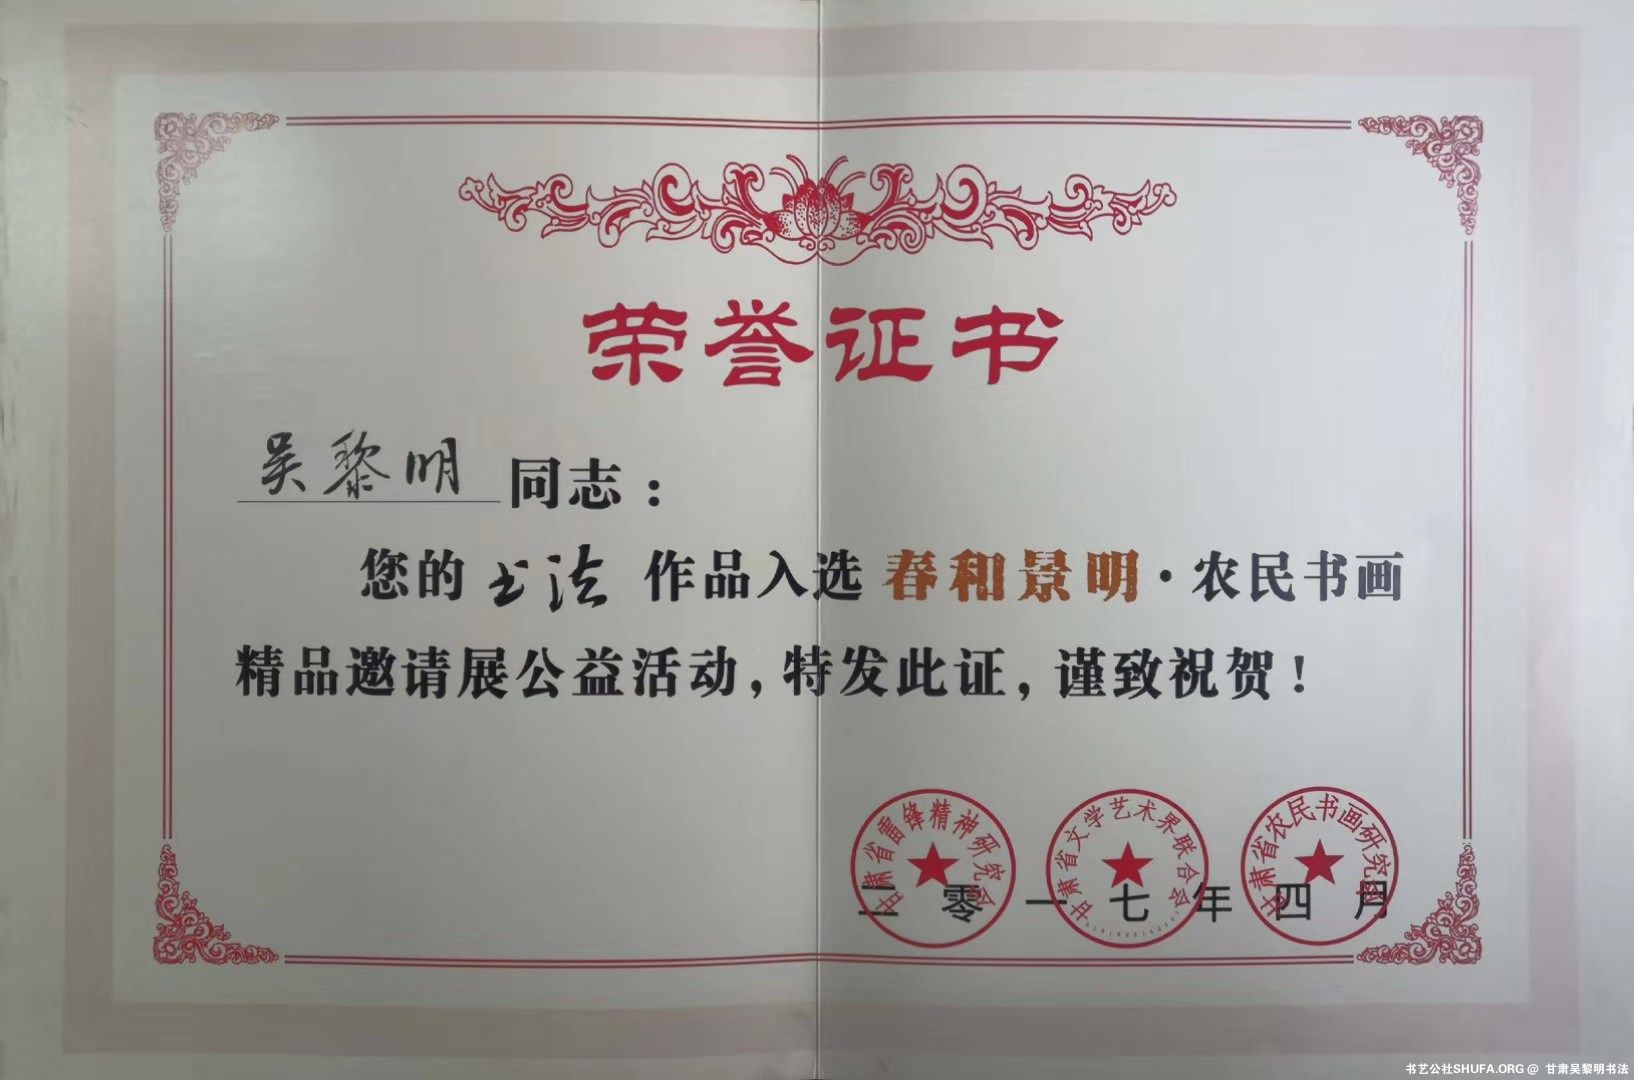 荣誉证书
吴黎明同志：
您的书法作品入选春和景明·农民书画
精品邀请展公益活动，特发此证，谨致祝贺！
甘肃省雷锋精神研究会
甘肃省文学艺术界联合会
甘肃省农民书画研究会
二零一七年四月
书艺公社SHUFA.ORG @ 甘肃吴黎明书法